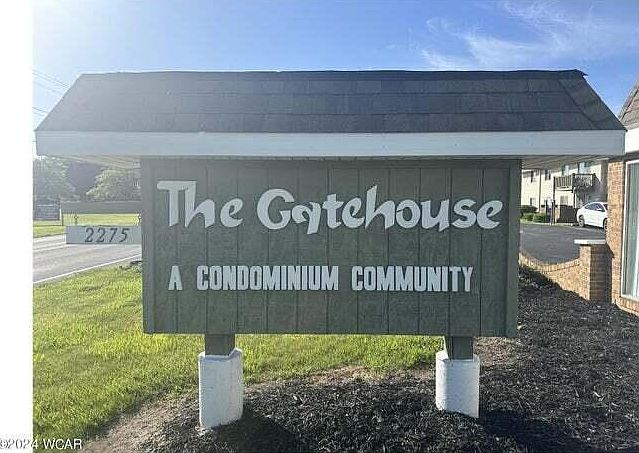 The Gatehouse
2275
A CONDOMINIUM COMMUNITY
©2024 WCAR